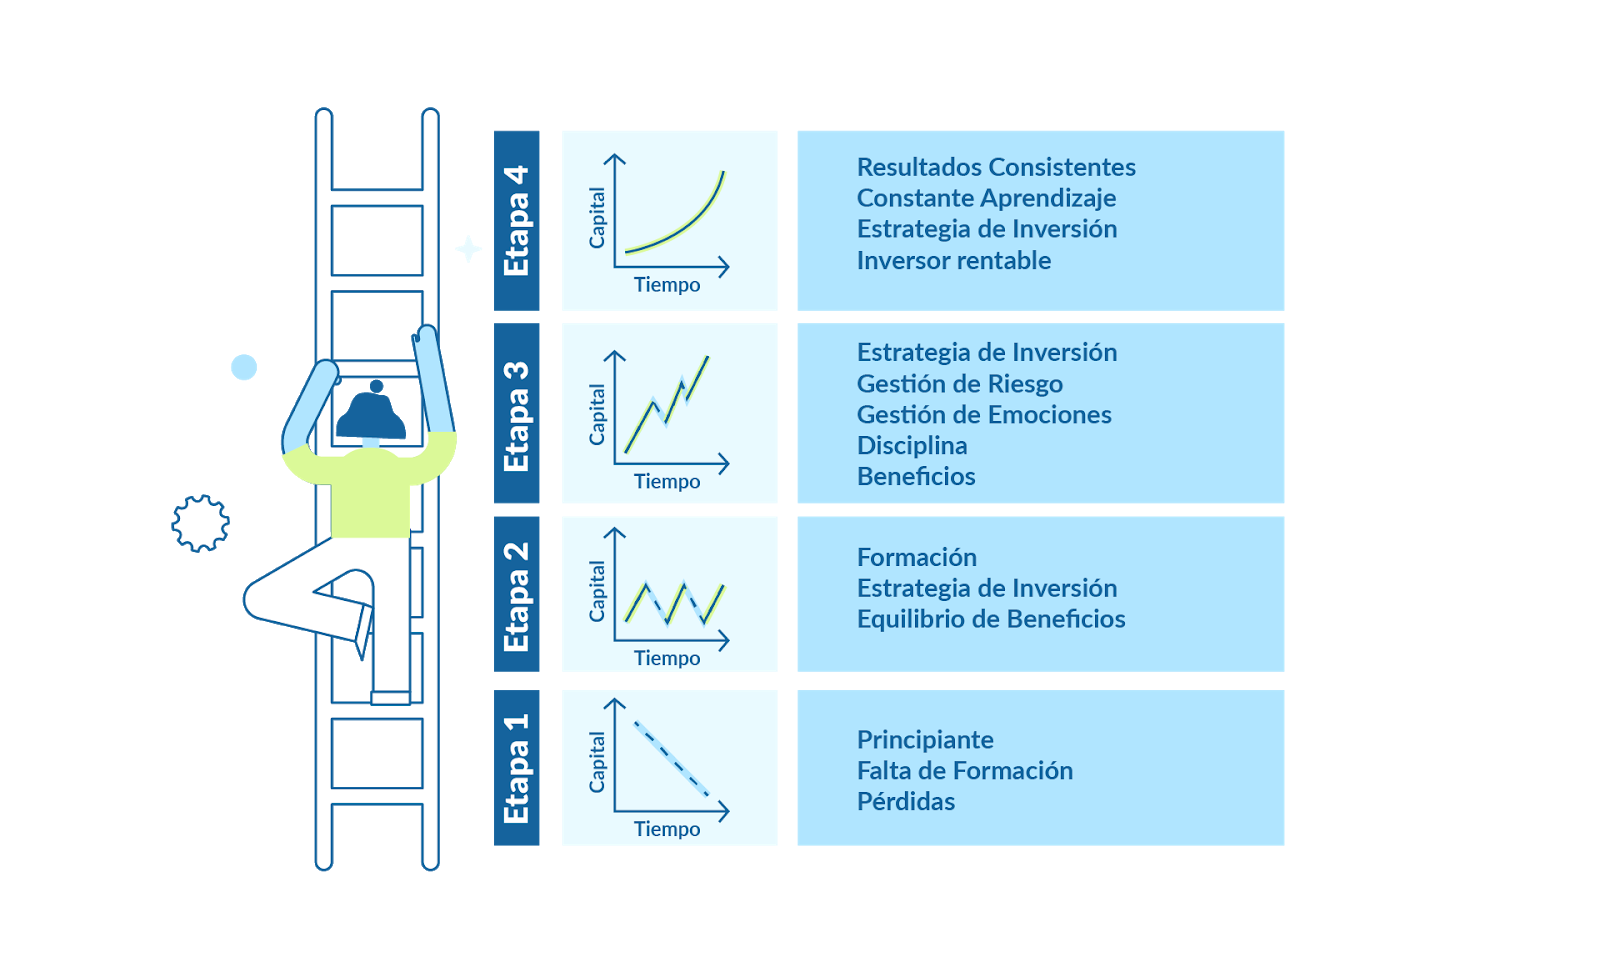 Etapa 4
Capital
Tiempo
Resultados Consistentes
Constante Aprendizaje
Estrategia de Inversión
Inversor rentable
Etapa 3
Capital
Tiempo
Estrategia de Inversión
Gestión de Riesgo
Gestión de Emociones
Disciplina
Beneficios
Etapa 2
Capital
Tiempo
Formación
Estrategia de Inversión
Equilibrio de Beneficios
Etapa 1
Capital
Tiempo
Principiante
Falta de Formación
Pérdidas